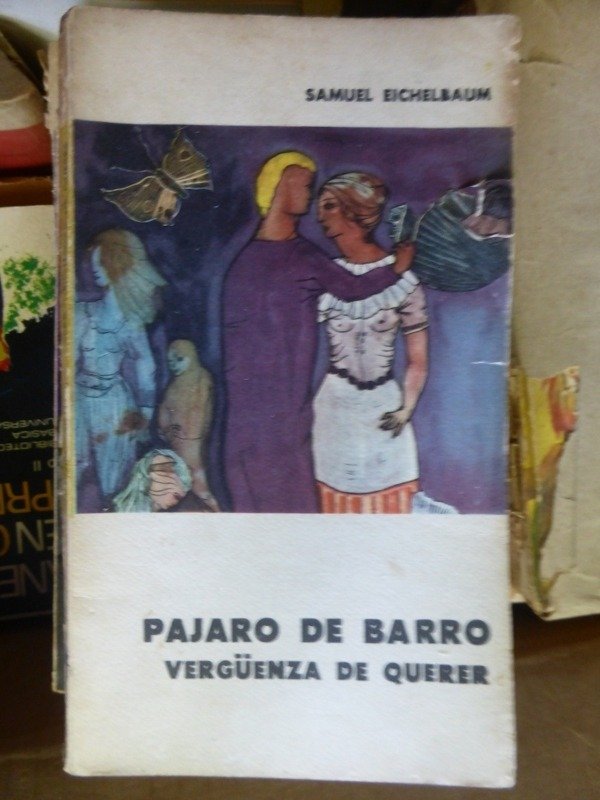 SAMUEL EICHELBAUM
PAJARO DE BARRO
VERGÜENZA DE QUERER